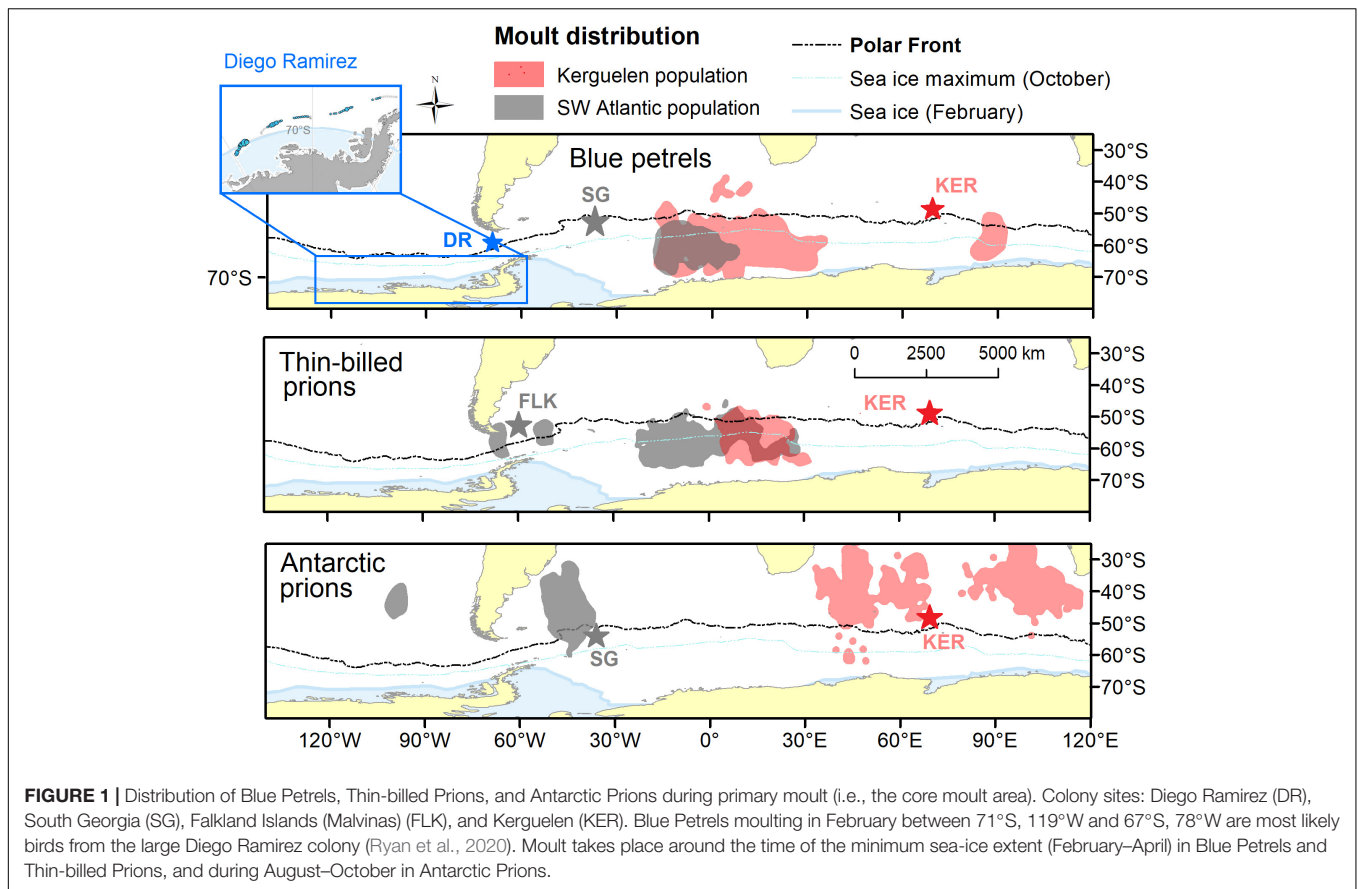 Moult distribution
Kerguelen population
SW Atlantic population
Polar Front
Sea ice maximum (October)
Sea ice (February)
Diego Ramirez
N
70°S
Blue petrels
SG
KER
DR
30°S
40°S
50°S
60°S
70°S
70°S
Thin-billed
prions
FLK
KER
0 2500 5000 km
30°S
40°S
50°S
60°S
70°S
Antarctic
prions
SG
KER
30°S
40°S
50°S
60°S
70°S
120°W 90°W 60°W 30°W 0° 30°E 60°E 90°E 120°E
FIGURE 1 | Distribution of Blue Petrels, Thin-billed Prions, and Antarctic Prions during primary moult (i.e., the core moult area). Colony sites: Diego Ramirez (DR),
South Georgia (SG), Falkland Islands (Malvinas) (FLK), and Kerguelen (KER). Blue Petrels moulting in February between 71°S, 119°W and 67°S, 78°W are most likely
birds from the large Diego Ramirez colony (Ryan et al., 2020). Moult takes place around the time of the minimum sea-ice extent (February–April) in Blue Petrels and
Thin-billed Prions, and during August–October in Antarctic Prions.